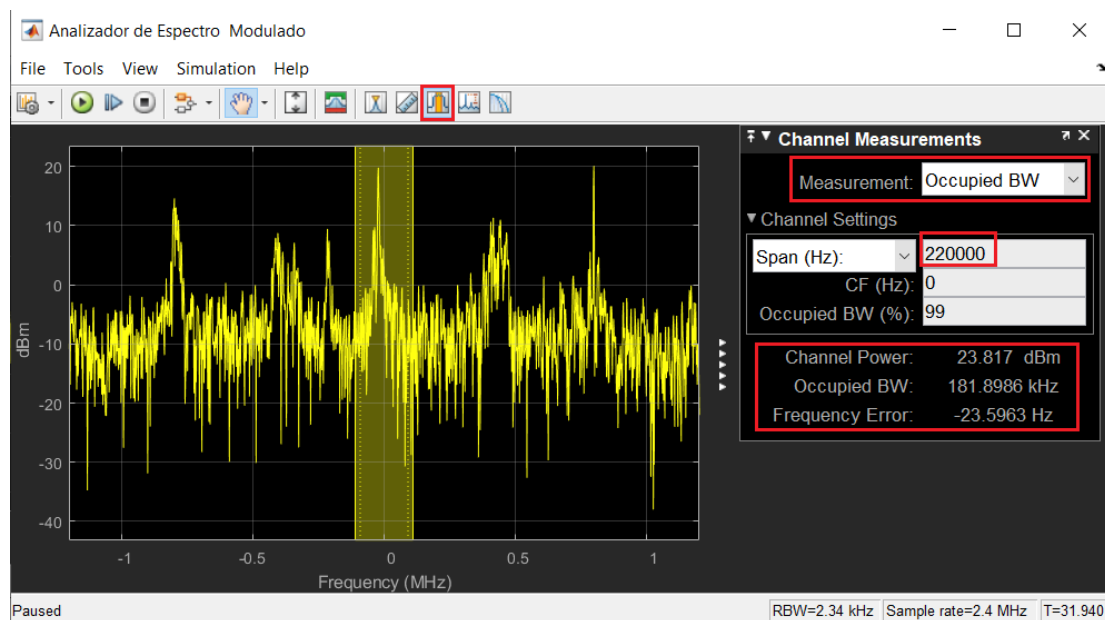 Analizador de Espectro Modulado
File Tools View Simulation Help
Channel Measurements
Measurement: Occupied BW
Channel Settings
Span (Hz): 220000
CF (Hz): 0
Occupied BW (%): 99
Channel Power: 23.817 dBm
Occupied BW: 181.8986 kHz
Frequency Error: -23.5963 Hz
20
10
0
-10
-20
-30
-40
dBm
-1 -0.5 0 0.5 1
Frequency (MHz)
Paused RBW=2.34 kHz Sample rate=2.4 MHz T=31.940